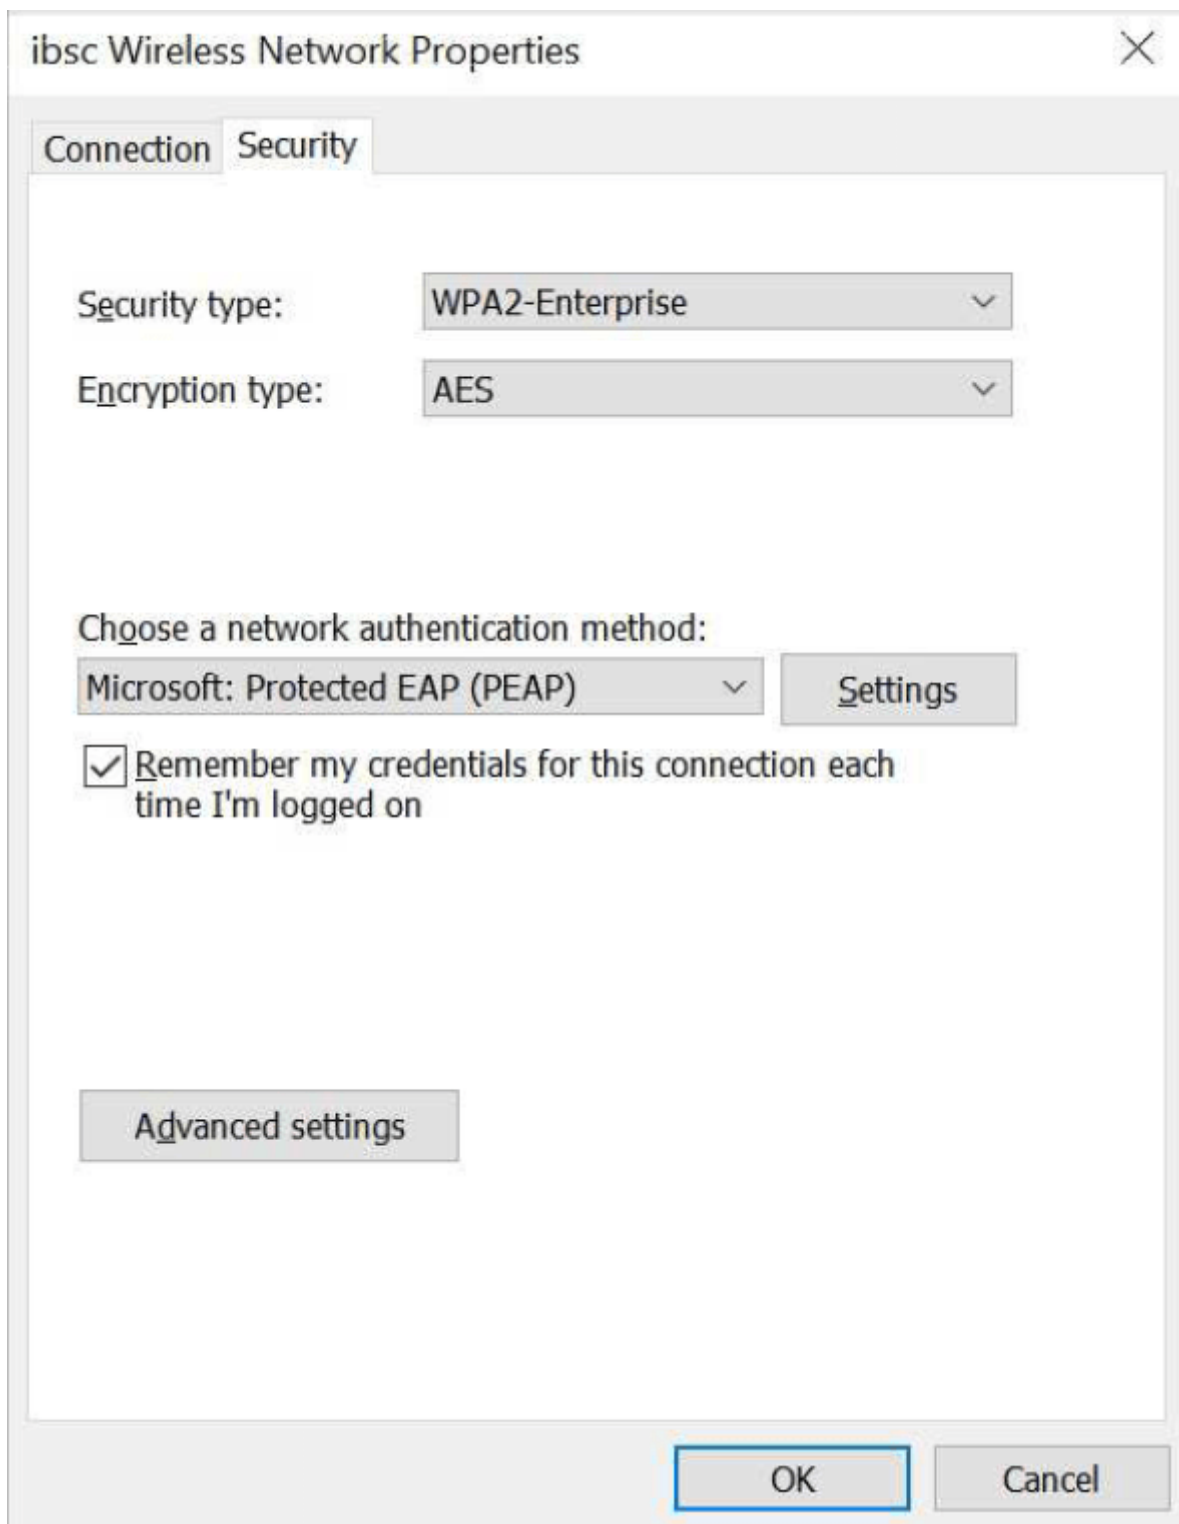 ibsc Wireless Network Properties
Connection Security
Security type: WPA2-Enterprise
Encryption type: AES
Choose a network authentication method:
Microsoft: Protected EAP (PEAP) Settings
Remember my credentials for this connection each
time I'm logged on
Advanced settings
OK Cancel